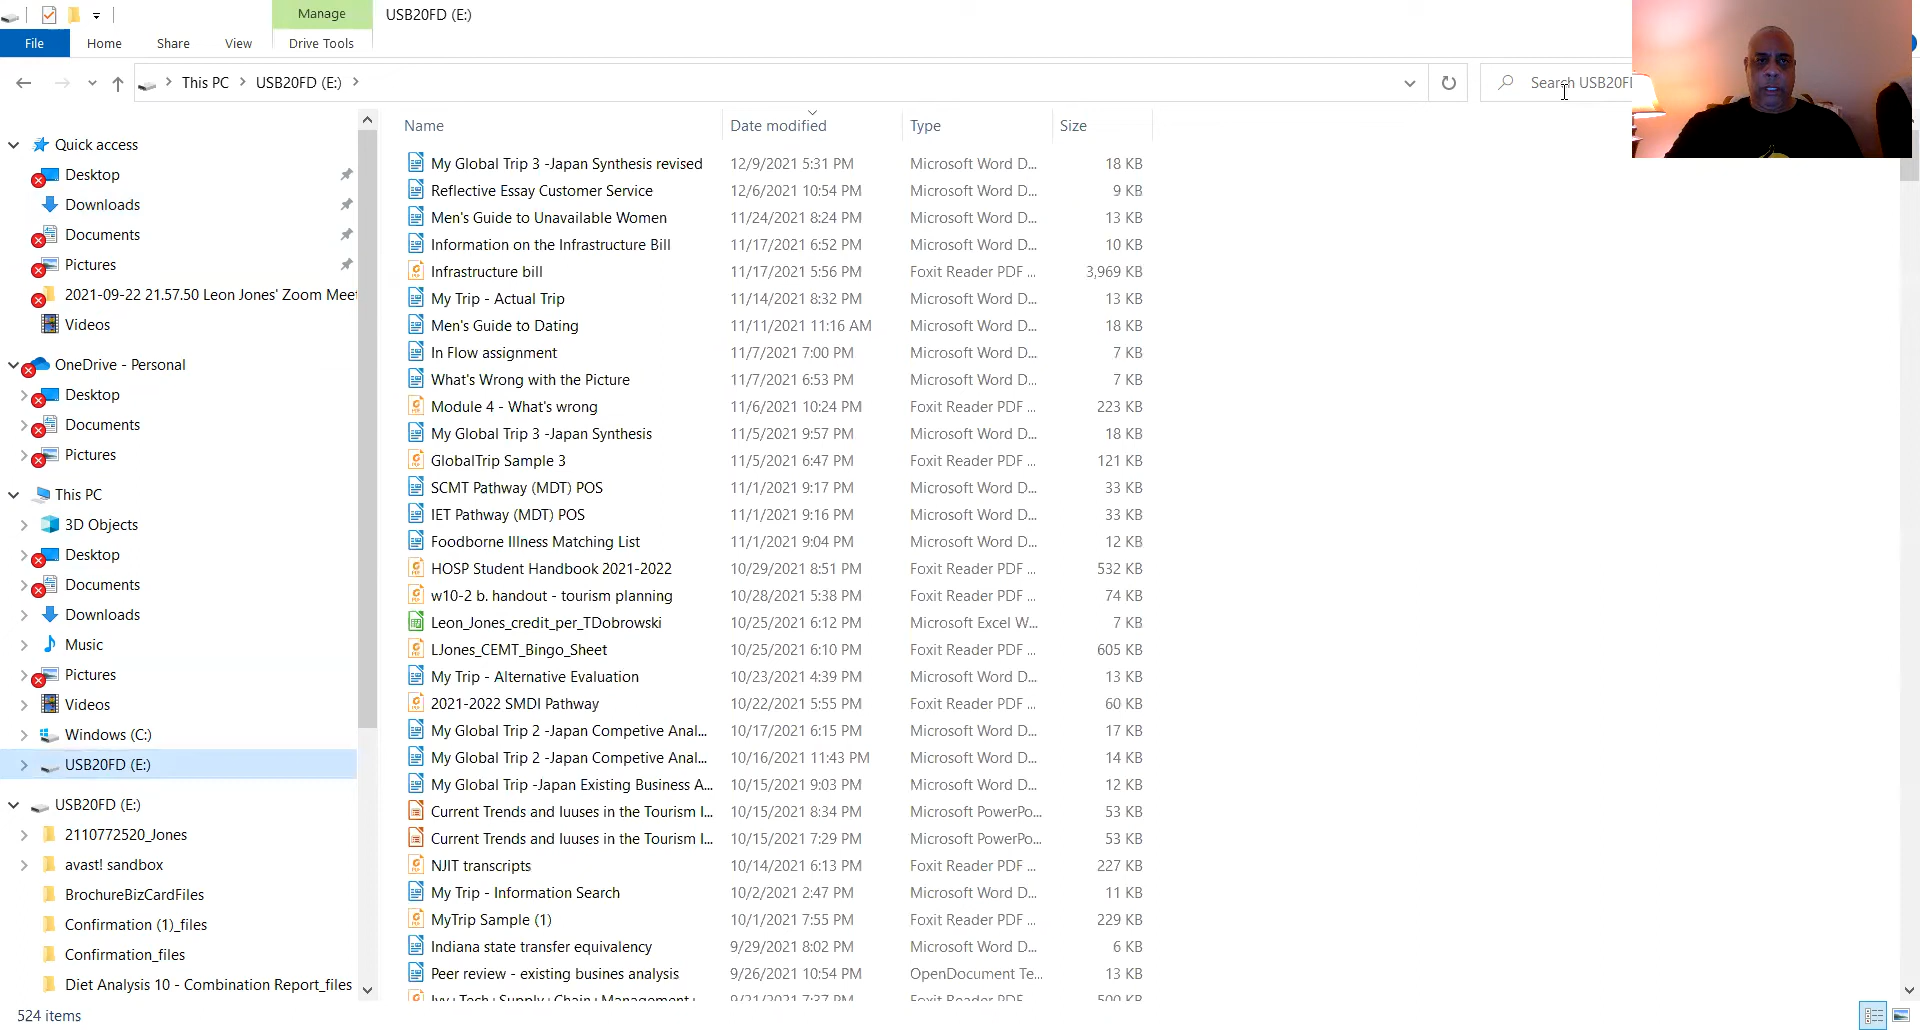 Manage
USB20FD (E:)
File
Home
Share
View
Drive Tools
This PC
USB20FD (E:)
Search USB20F
Name
Date modified
Type
Size
Quick access
Desktop
Downloads
Documents
Pictures
2021-09-22 21.57.50 Leon Jones' Zoom Mee
Videos
OneDrive - Personal
Desktop
Documents
Pictures
This PC
3D Objects
Desktop
Documents
Downloads
Music
Pictures
Videos
Windows (C:)
USB20FD (E:)
USB20FD (E:)
2110772520_Jones
avast! sandbox
BrochureBizCardFiles
Confirmation (1)_files
Confirmation_files
Diet Analysis 10 - Combination Report_files
My Global Trip 3 -Japan Synthesis revised 12/9/2021 5:31 PM Microsoft Word D... 18 KB
Reflective Essay Customer Service 12/6/2021 10:54 PM Microsoft Word D... 9 KB
Men's Guide to Unavailable Women 11/24/2021 8:24 PM Microsoft Word D... 13 KB
Information on the Infrastructure Bill 11/17/2021 6:52 PM Microsoft Word D... 10 KB
Infrastructure bill 11/17/2021 5:56 PM Foxit Reader PDF ... 3,969 KB
My Trip - Actual Trip 11/14/2021 8:32 PM Microsoft Word D... 13 KB
Men's Guide to Dating 11/11/2021 11:16 AM Microsoft Word D... 18 KB
In Flow assignment 11/7/2021 7:00 PM Microsoft Word D... 7 KB
What's Wrong with the Picture 11/7/2021 6:53 PM Microsoft Word D... 7 KB
Module 4 - What's wrong 11/6/2021 10:24 PM Foxit Reader PDF ... 223 KB
My Global Trip 3 -Japan Synthesis 11/5/2021 9:57 PM Microsoft Word D... 18 KB
GlobalTrip Sample 3 11/5/2021 6:47 PM Foxit Reader PDF ... 121 KB
SCMT Pathway (MDT) POS 11/1/2021 9:17 PM Microsoft Word D... 33 KB
IET Pathway (MDT) POS 11/1/2021 9:16 PM Microsoft Word D... 33 KB
Foodborne Illness Matching List 11/1/2021 9:04 PM Microsoft Word D... 12 KB
HOSP Student Handbook 2021-2022 10/29/2021 8:51 PM Foxit Reader PDF ... 532 KB
w10-2 b. handout - tourism planning 10/28/2021 5:38 PM Foxit Reader PDF ... 74 KB
Leon_Jones_credit_per_TDobrowski 10/25/2021 6:12 PM Microsoft Excel W... 7 KB
LJones_CEMT_Bingo_Sheet 10/25/2021 6:10 PM Foxit Reader PDF ... 605 KB
My Trip - Alternative Evaluation 10/23/2021 4:39 PM Microsoft Word D... 13 KB
2021-2022 SMDI Pathway 10/22/2021 5:55 PM Foxit Reader PDF ... 60 KB
My Global Trip 2 -Japan Competive Anal... 10/17/2021 6:15 PM Microsoft Word D... 17 KB
My Global Trip 2 -Japan Competive Anal... 10/16/2021 11:43 PM Microsoft Word D... 14 KB
My Global Trip -Japan Existing Business A... 10/15/2021 9:03 PM Microsoft Word D... 12 KB
Current Trends and Iuuses in the Tourism I... 10/15/2021 8:34 PM Microsoft PowerPo... 53 KB
Current Trends and Iuuses in the Tourism I... 10/15/2021 7:29 PM Microsoft PowerPo... 53 KB
NJIT transcripts 10/14/2021 6:13 PM Foxit Reader PDF ... 227 KB
My Trip - Information Search 10/2/2021 2:47 PM Microsoft Word D... 11 KB
MyTrip Sample (1) 10/1/2021 7:55 PM Foxit Reader PDF ... 229 KB
Indiana state transfer equivalency 9/29/2021 8:02 PM Microsoft Word D... 6 KB
Peer review - existing busines analysis 9/26/2021 10:54 PM OpenDocument Te... 13 KB
Ivy+Tech+Supply+Chain+Management+ 9/21/2021 7:37 PM Foxit Reader PDF ... 500 KB
524 items